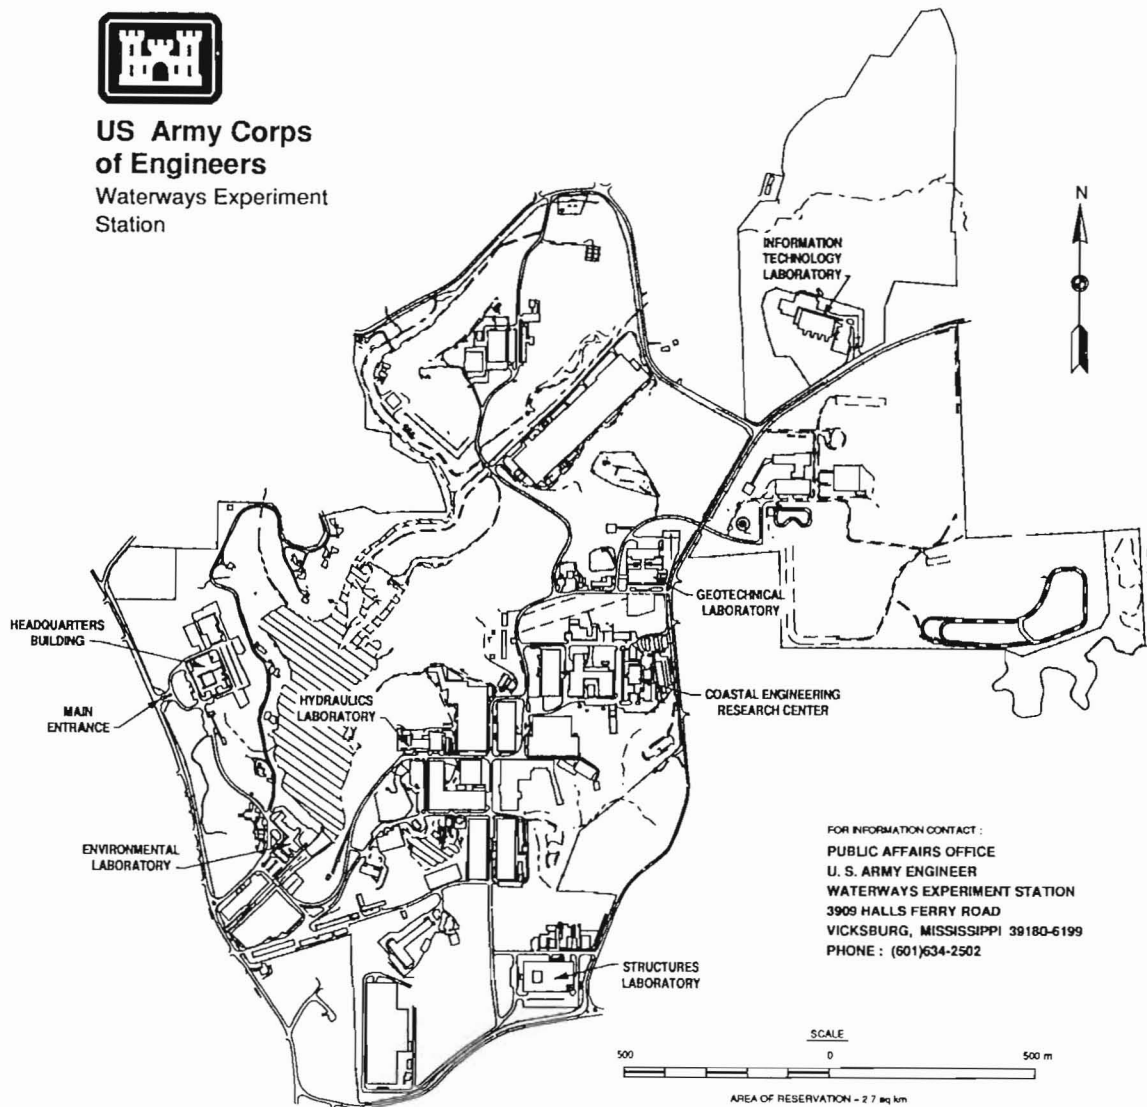 US Army Corps
of Engineers
Waterways Experiment
Station
N
INFORMATION
TECHNOLOGY
LABORATORY
GEOTECHNICAL
LABORATORY
HEADQUARTERS
BUILDING
COASTAL ENGINEERING
RESEARCH CENTER
HYDRAULICS
LABORATORY
MAIN
ENTRANCE
ENVIRONMENTAL
LABORATORY
FOR INFORMATION CONTACT :
PUBLIC AFFAIRS OFFICE
U. S. ARMY ENGINEER
WATERWAYS EXPERIMENT STATION
3909 HALLS FERRY ROAD
VICKSBURG, MISSISSIPPI 39180-6199
PHONE : (601)634-2502
STRUCTURES
LABORATORY
SCALE
500 0 500 m
AREA OF RESERVATION - 2 7 sq km